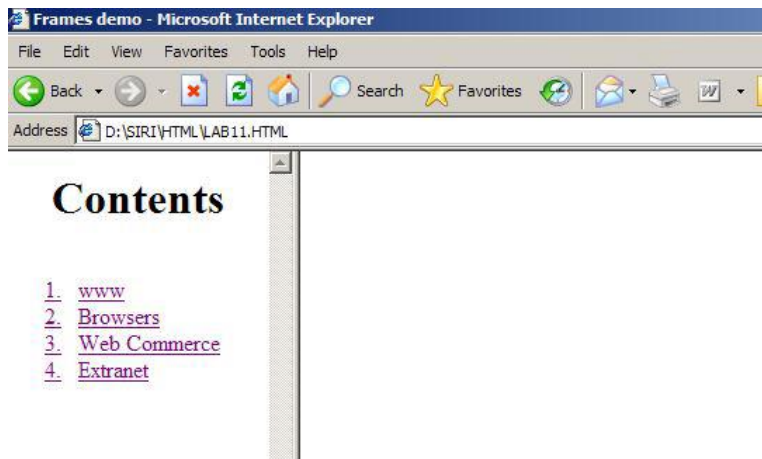 Frames demo - Microsoft Internet Explorer
File Edit View Favorites Tools Help
Back Search Favorites W
Address D:\SIRI\HTML\LAB11.HTML
Contents
1. www
2. Browsers
3. Web Commerce
4. Extranet